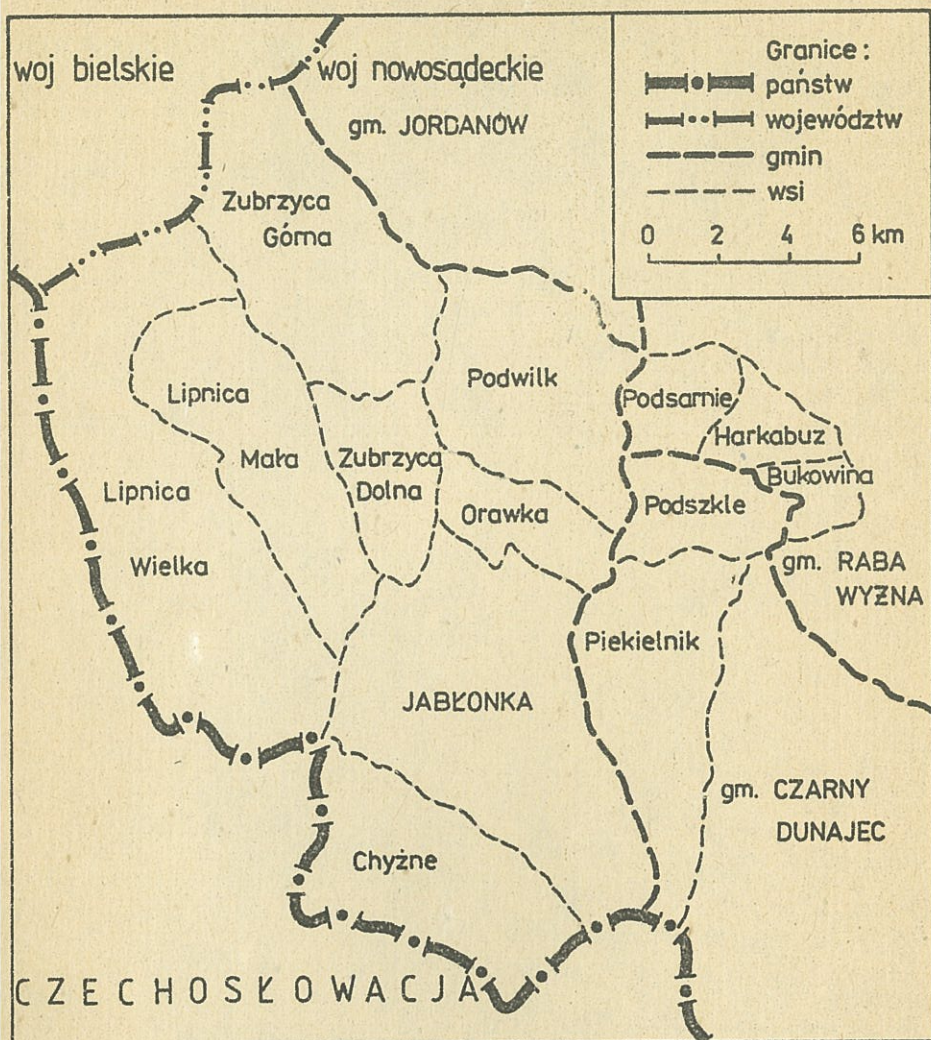 woj bielskie
woj nowosądeckie
gm. JORDANÓW
Granice :
państw
województw
gmin
wsi
0 2 4 6 km
Zubrzyca
Górna
Podwilk
Podsarnie
Harkabuz
Bukowina
Lipnica
Mała
Zubrzyca
Dolna
Lipnica
Wielka
Orawka
Podszkle
gm. RABA
WYŻNA
Piekielnik
JABŁONKA
gm. CZARNY
DUNAJEC
Chyżne
CZECHOSŁOWACJA